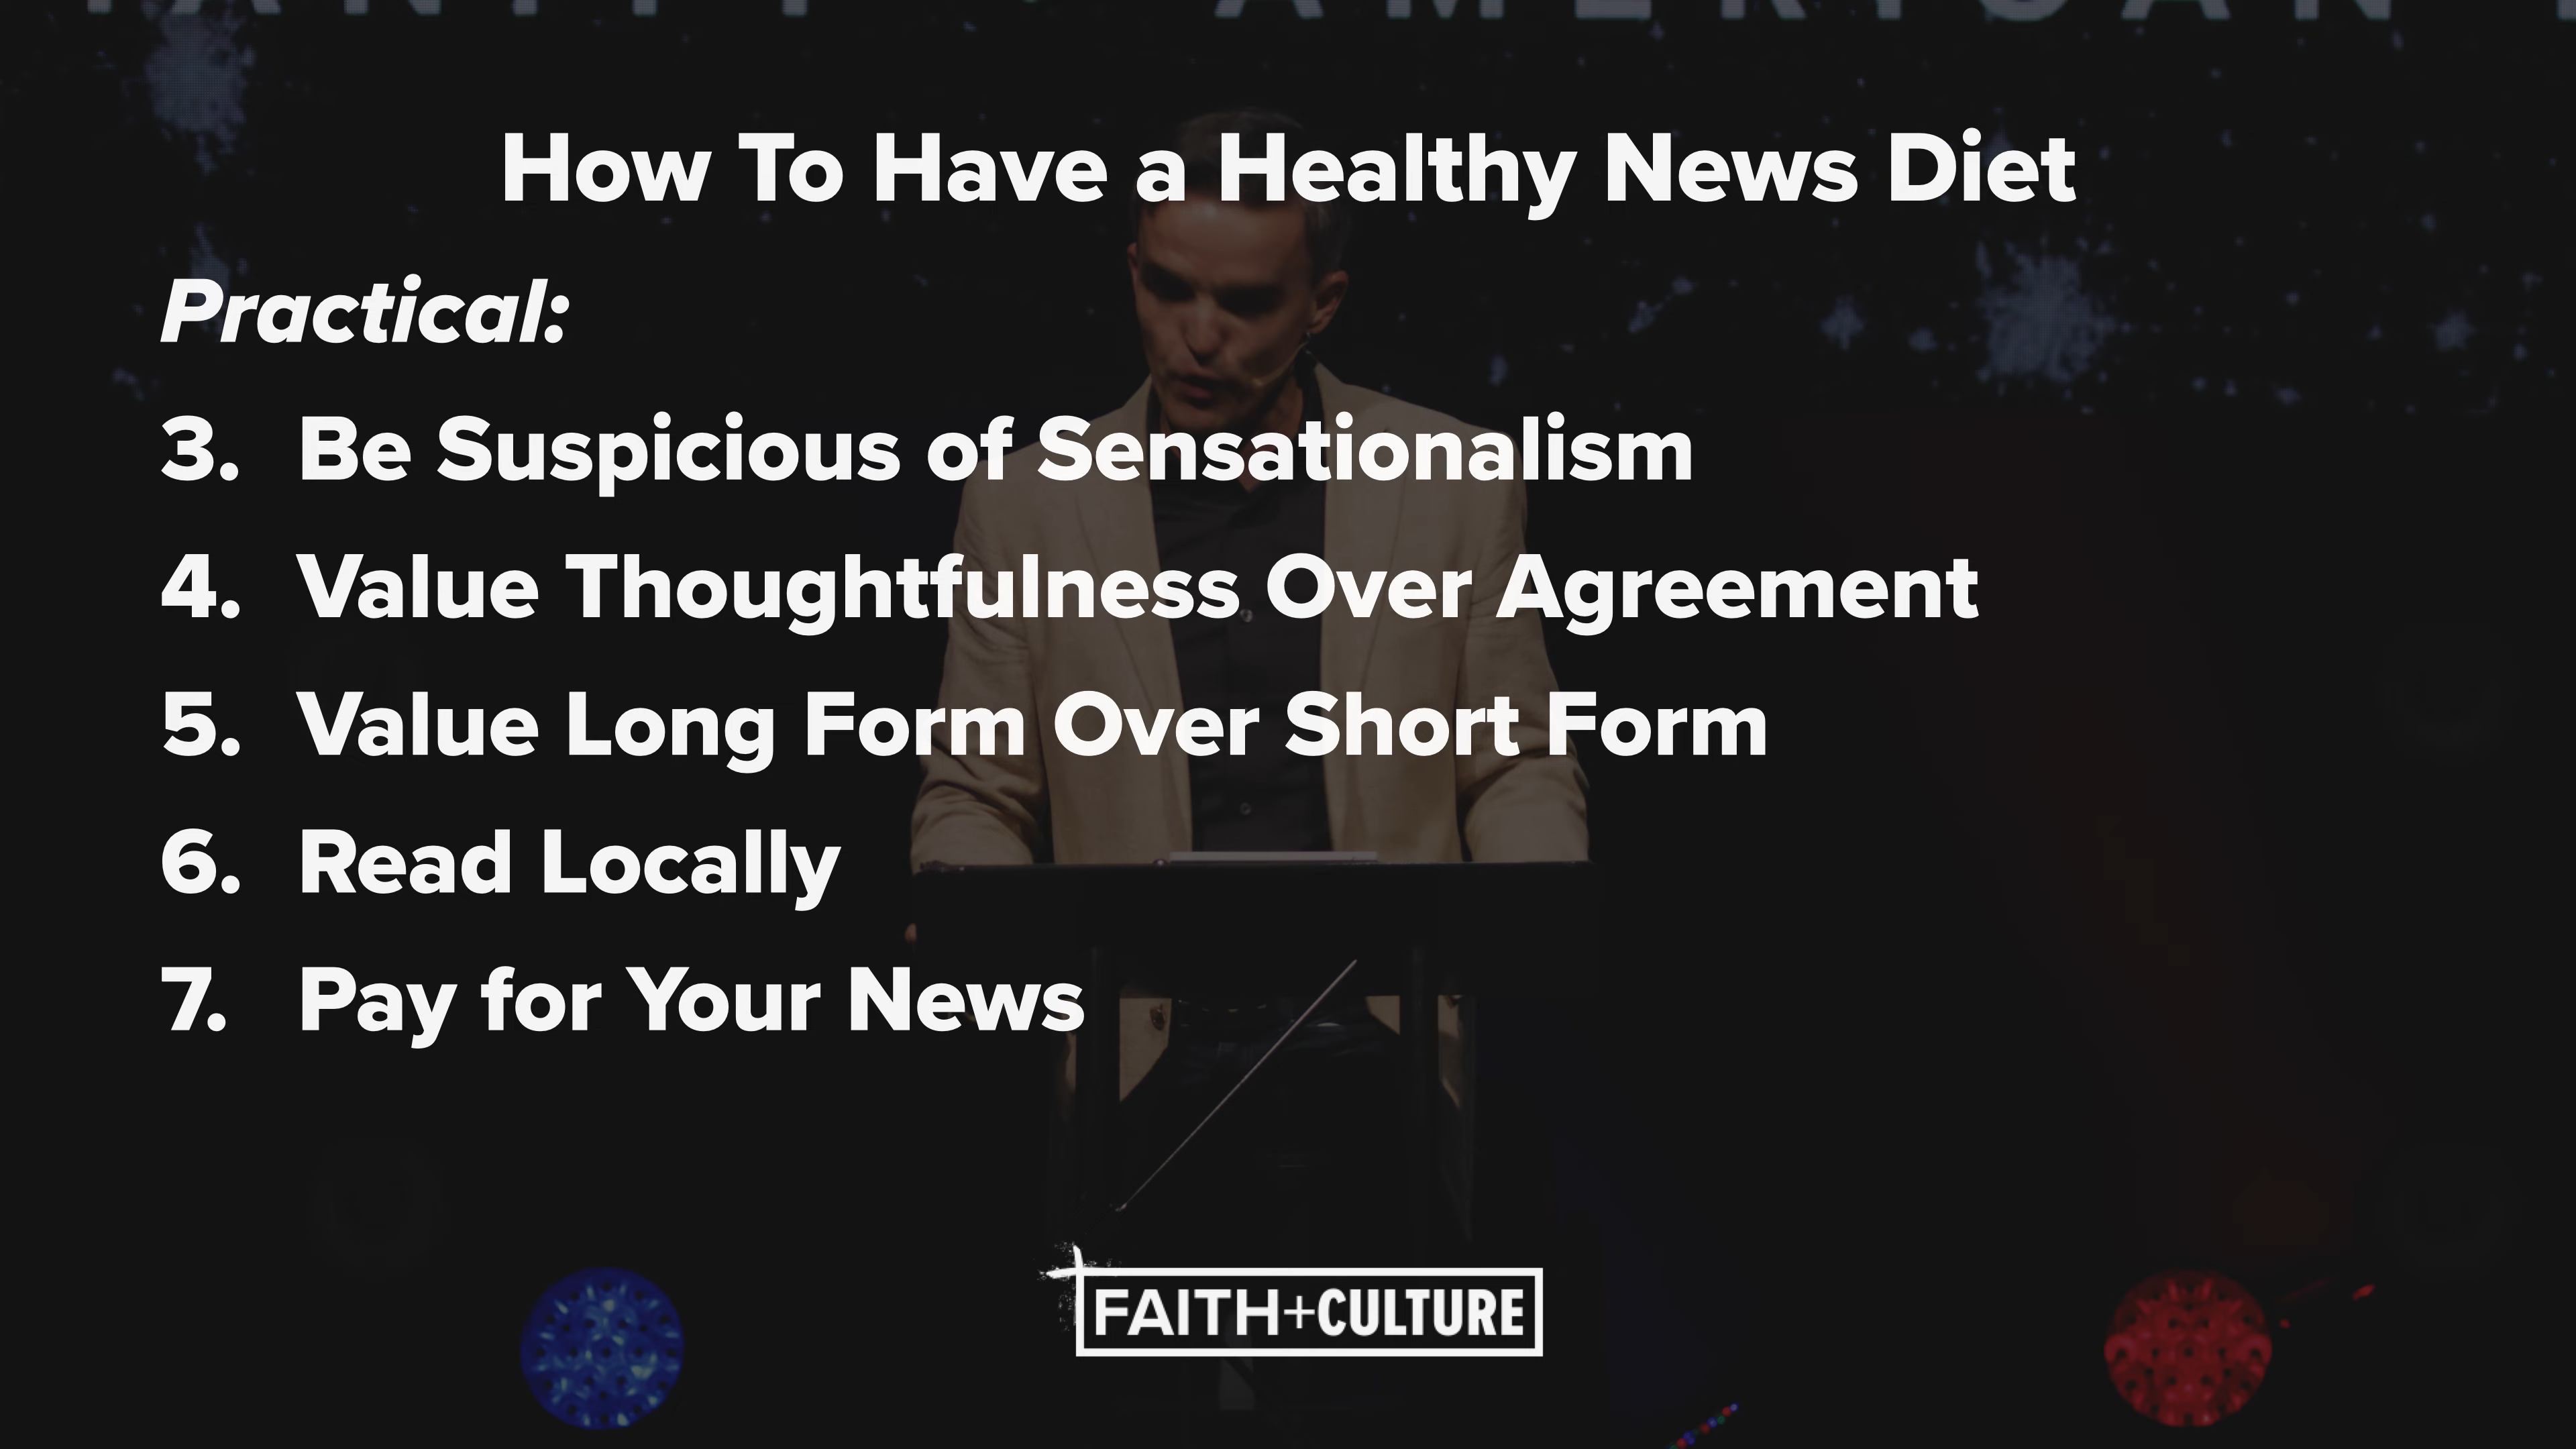 How To Have a Healthy News Diet
Practical:
3. Be Suspicious of Sensationalism
4. Value Thoughtfulness Over Agreement
5. Value Long Form Over Short Form
6. Read Locally
7. Pay for Your News
FAITH+CULTURE